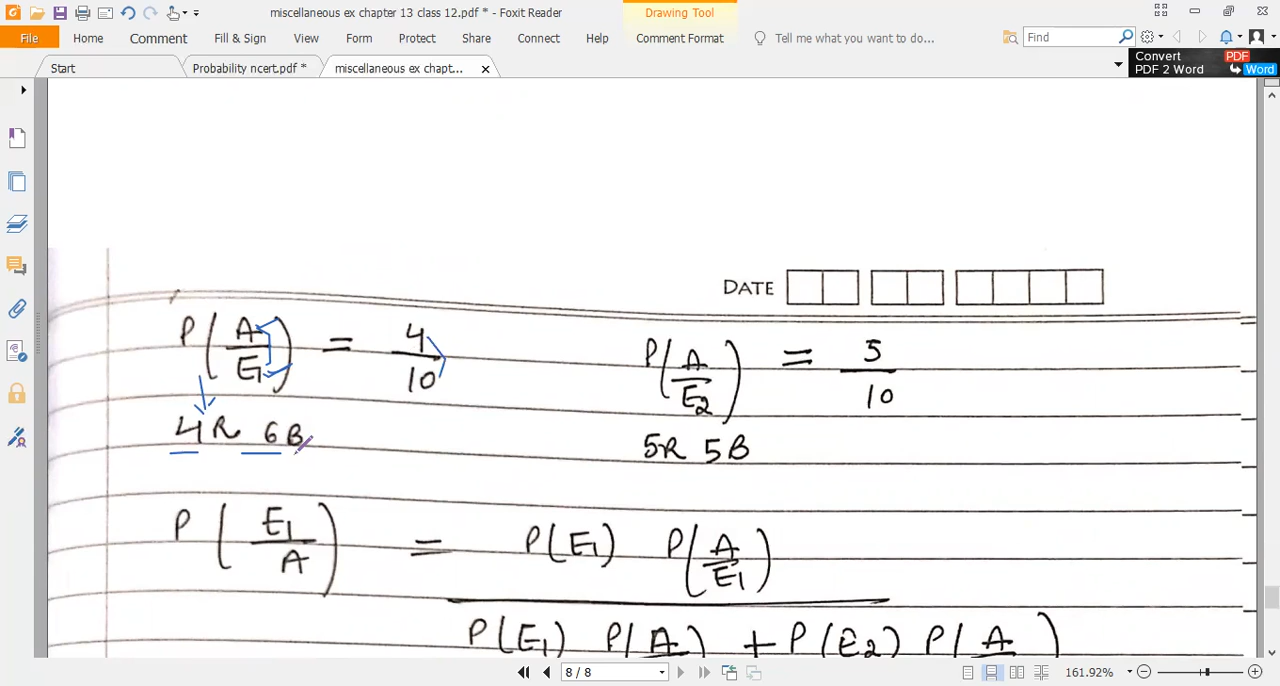 miscellaneous ex chapter 13 class 12.pdf * - Foxit Reader
Drawing Tool
File Home Comment Fill & Sign View Form Protect Share Connect Help Comment Format Tell me what you want to do... Find
Start Probability ncert.pdf * miscellaneous ex chapt...
Convert PDF
PDF 2 Word Word
DATE
P(A/E1) = 4/10 P(A/E2) = 5/10
4R 6B 5R 5B
P(E1/A) = P(E1) P(A/E1)
P(E1) P(A) + P(E2) P(A)
8 / 8 161.92%